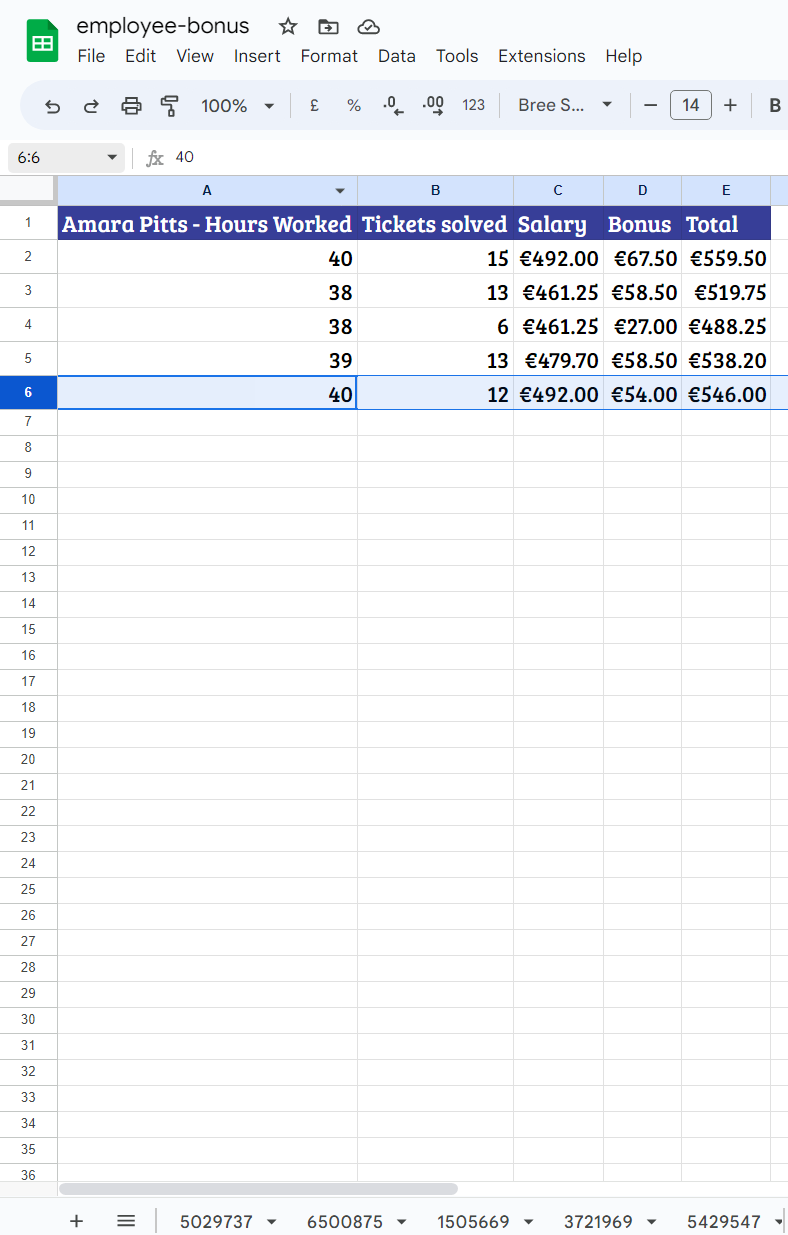 employee-bonus
File Edit View Insert Format Data Tools Extensions Help
100% £ % .0 .00 123 Bree S... − 14 + B
6:6 fx 40
A B C D E
1 Amara Pitts - Hours Worked Tickets solved Salary Bonus Total
2 40 15 €492.00 €67.50 €559.50
3 38 13 €461.25 €58.50 €519.75
4 38 6 €461.25 €27.00 €488.25
5 39 13 €479.70 €58.50 €538.20
6 40 12 €492.00 €54.00 €546.00
7
8
9
10
11
12
13
14
15
16
17
18
19
20
21
22
23
24
25
26
27
28
29
30
31
32
33
34
35
36
+ 5029737 6500875 1505669 3721969 5429547